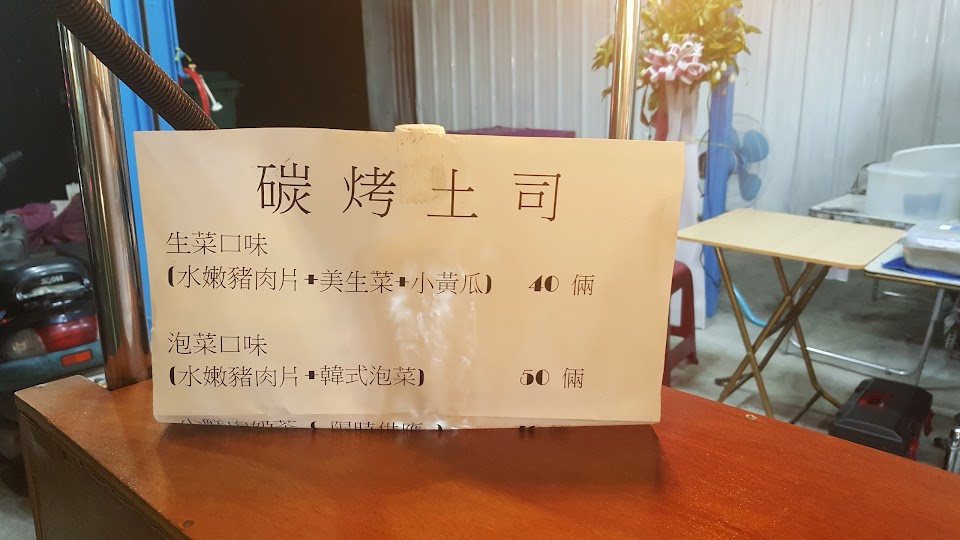 碳烤土司
生菜口味
(水嫩豬肉片+美生菜+小黃瓜) 40 倆
泡菜口味
(水嫩豬肉片+韓式泡菜) 50 倆